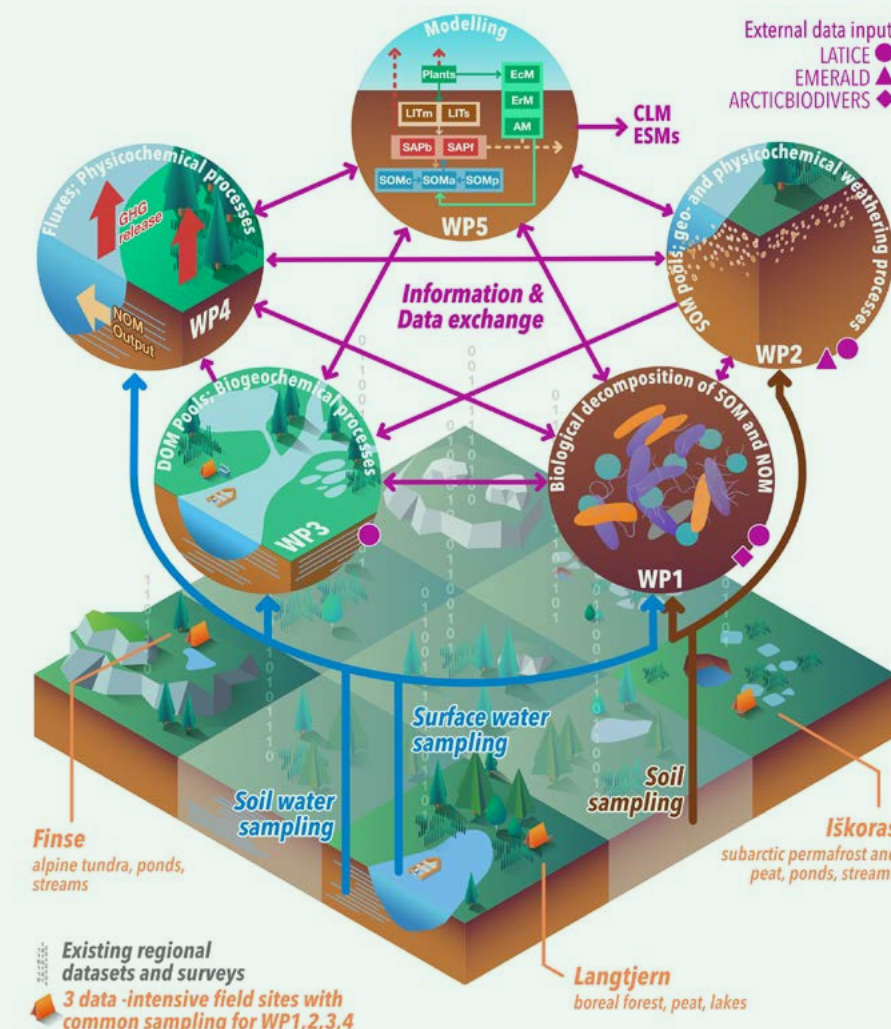 Modelling
External data input
LATICE
EMERALD
ARCTICBIODIVERS
Plants
EcM
ErM
AM
LITm
LITs
SAPb
SAPf
SOMc
SOMa
SOMp
WP5
CLM
ESMs
Fluxes; Physicochemical processes
GHG
release
NOM
Output
WP4
SOM pools; geo- and physicochemical weathering processes
WP2
Information &
Data exchange
DOM Pools; Biogeochemical processes
WP3
Biological decomposition of SOM and NOM
WP1
Surface water
sampling
Soil water
sampling
Soil
sampling
Finse
alpine tundra, ponds,
streams
Iškoras
subarctic permafrost and
peat, ponds, stream
Langtjern
boreal forest, peat, lakes
Existing regional
datasets and surveys
3 data -intensive field sites with
common sampling for WP1,2,3,4